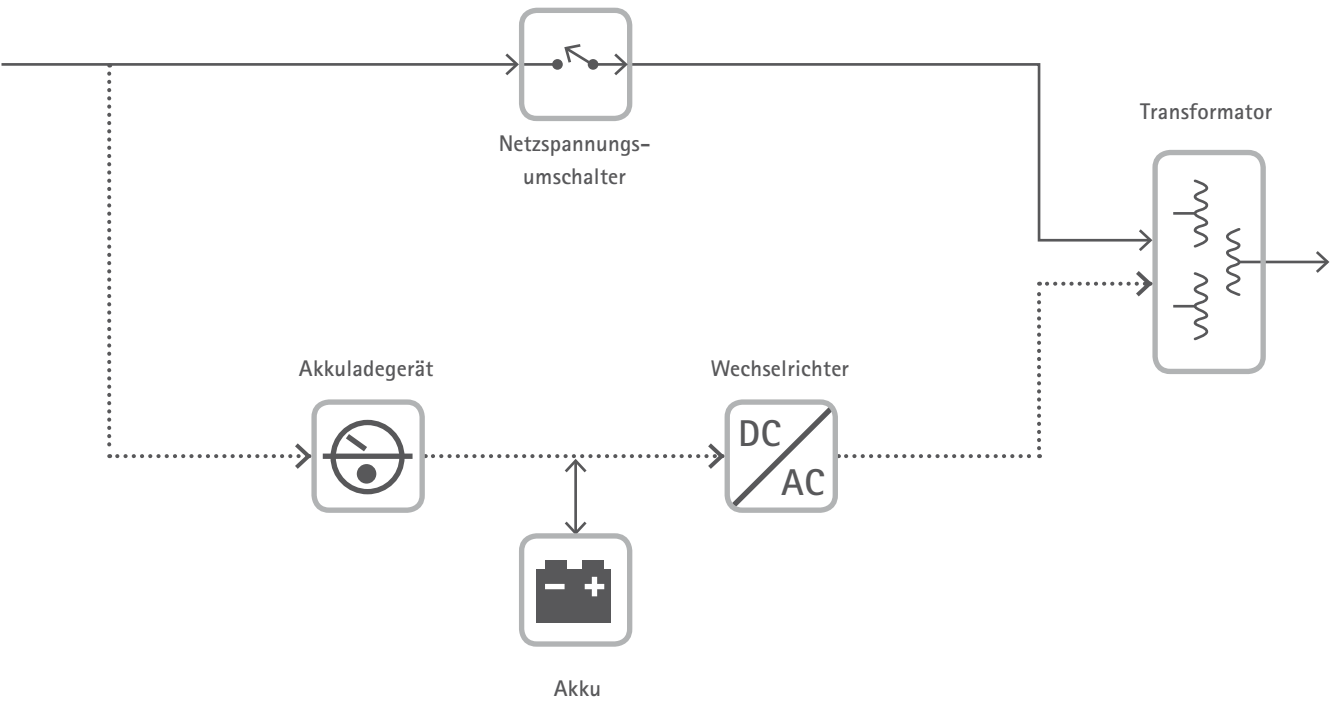 Transformator
Netzspannungs-
umschalter
Akkuladegerät
Wechselrichter
DC
AC
Akku